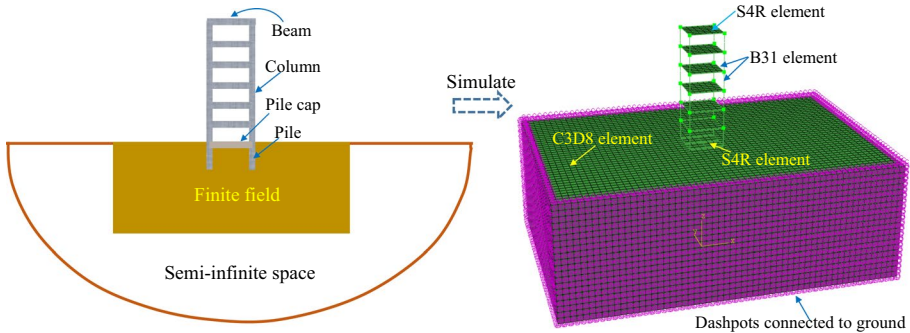 Beam
Column
Pile cap
Pile
Finite field
Semi-infinite space
Simulate
S4R element
B31 element
C3D8 element
S4R element
Dashpots connected to ground